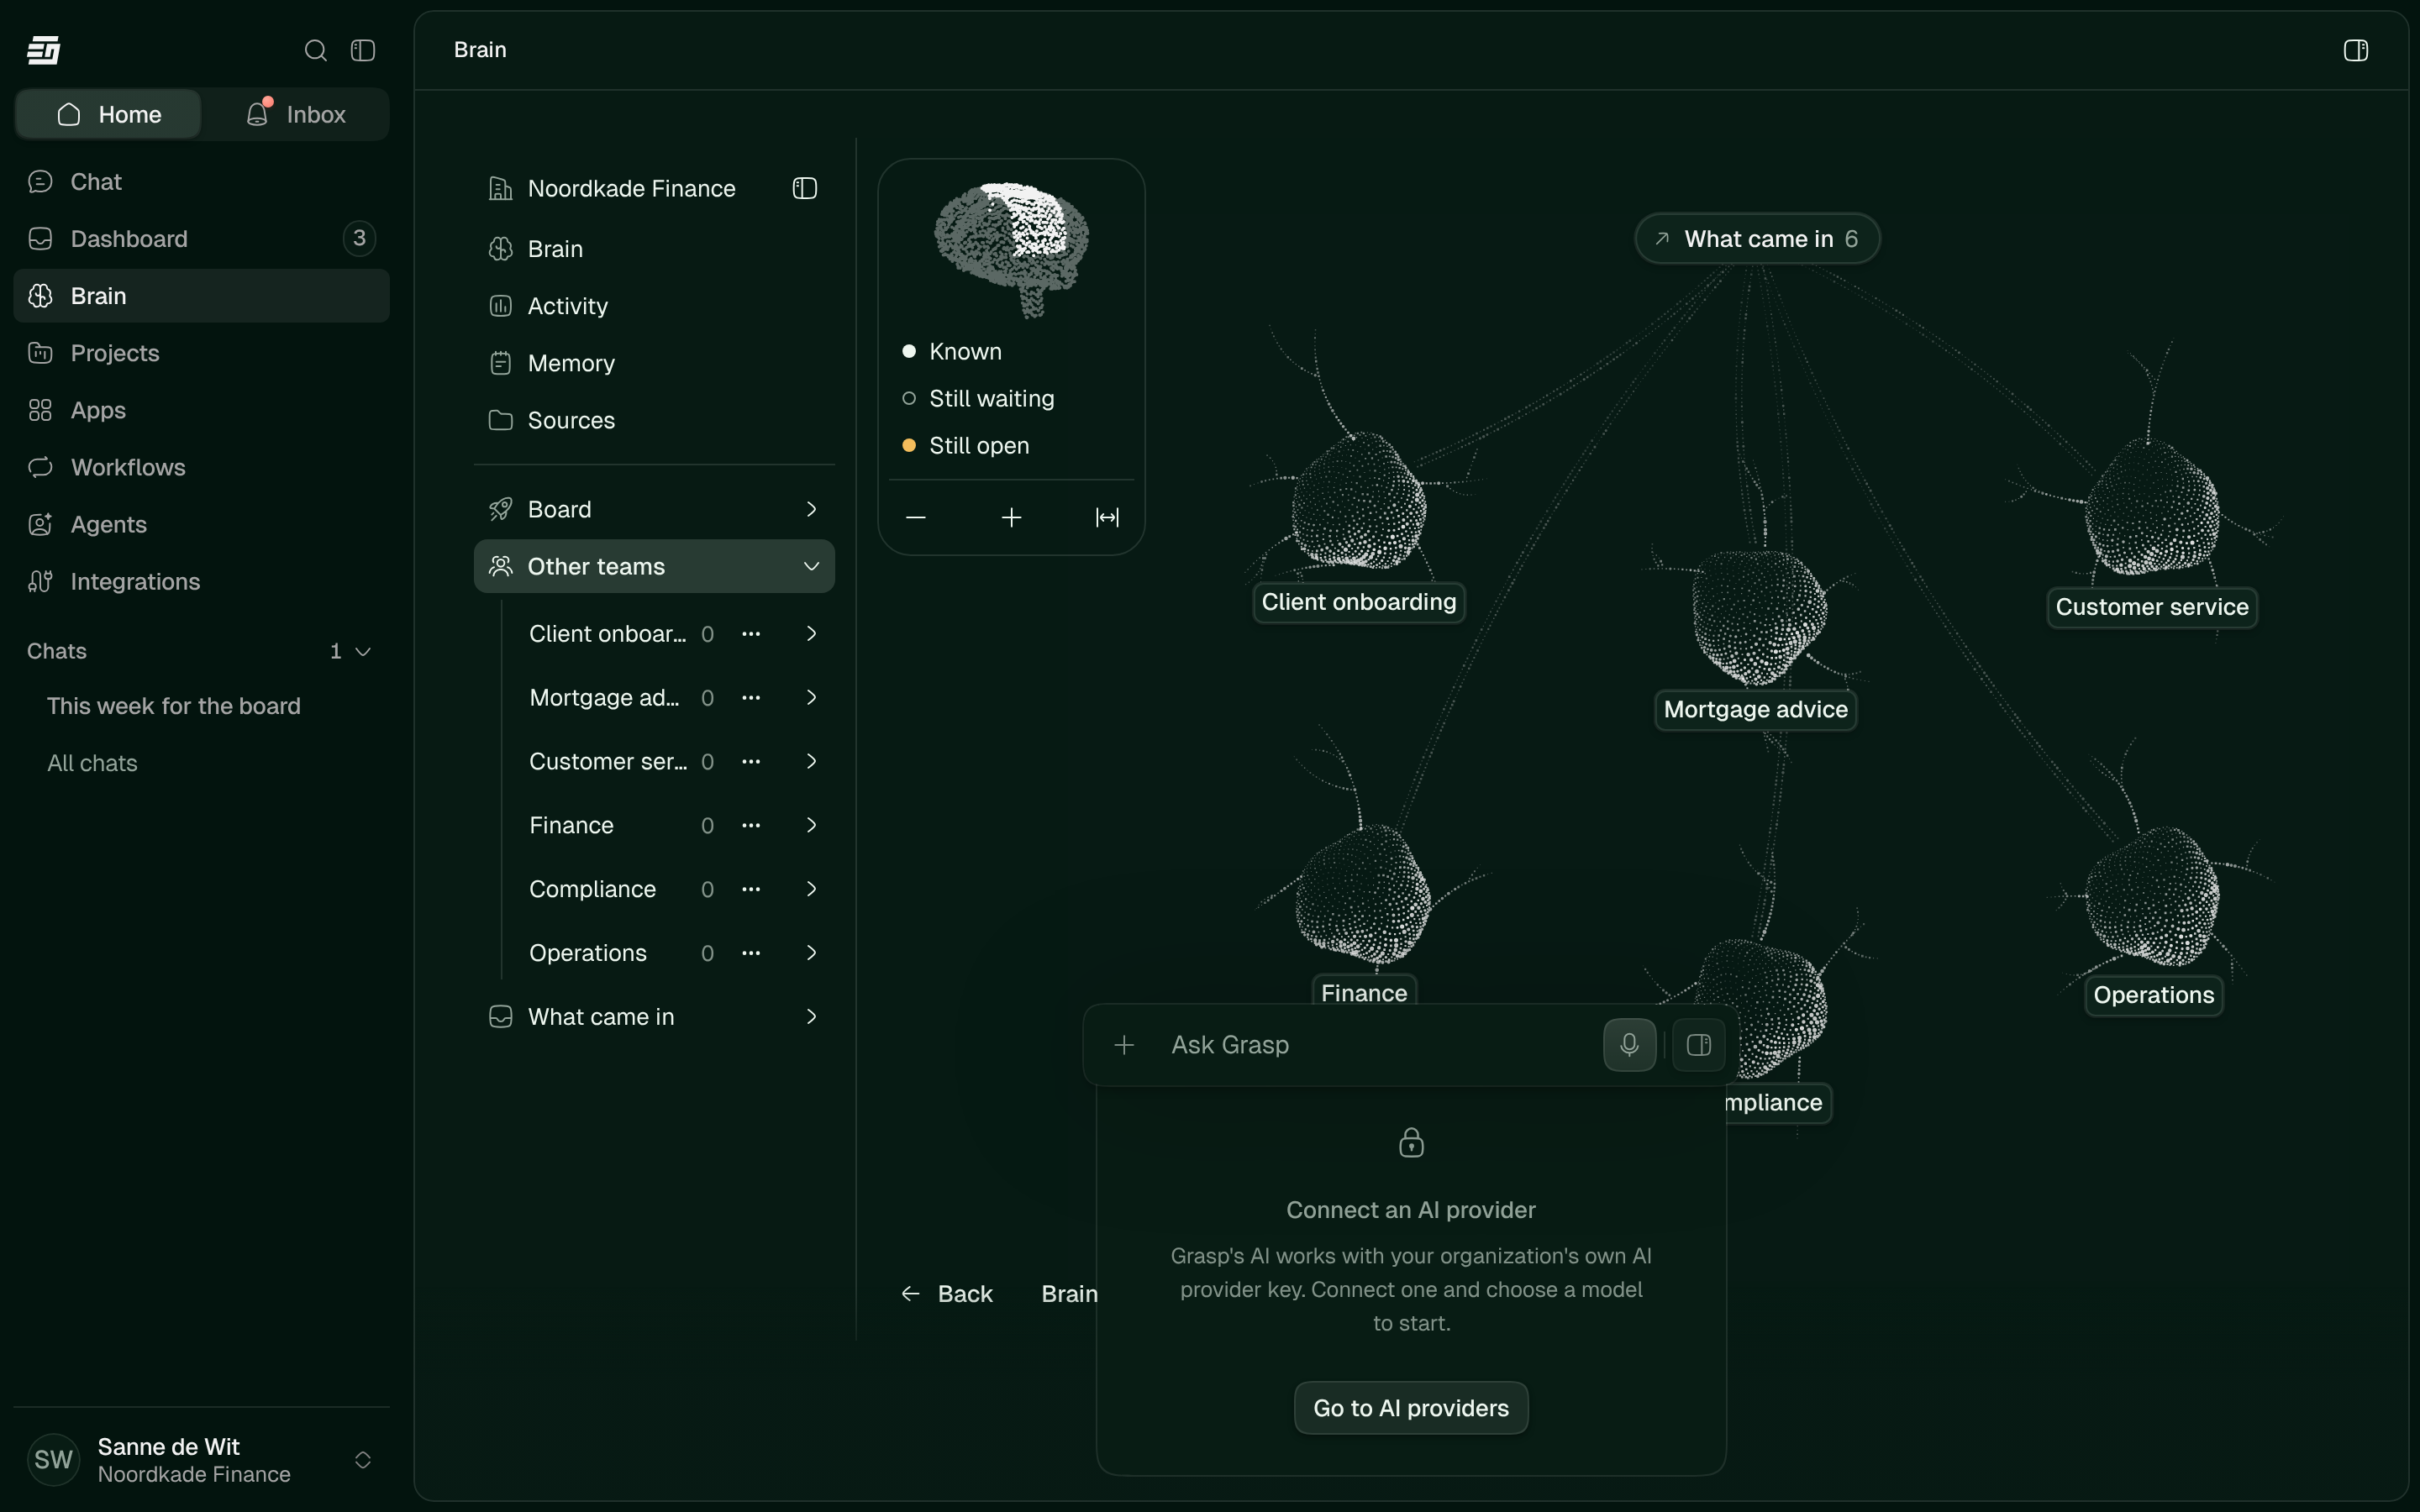 Brain
Home
Inbox
Chat
Dashboard
3
Brain
Projects
Apps
Workflows
Agents
Integrations
Chats
1
This week for the board
All chats
SW
Sanne de Wit
Noordkade Finance
Noordkade Finance
Brain
Activity
Memory
Sources
Board
Other teams
Client onboar... 0
Mortgage ad... 0
Customer ser... 0
Finance 0
Compliance 0
Operations 0
What came in
Known
Still waiting
Still open
What came in 6
Client onboarding
Customer service
Mortgage advice
Finance
Operations
mpliance
Ask Grasp
Connect an AI provider
Grasp's AI works with your organization's own AI
provider key. Connect one and choose a model
to start.
Go to AI providers
Back
Brain